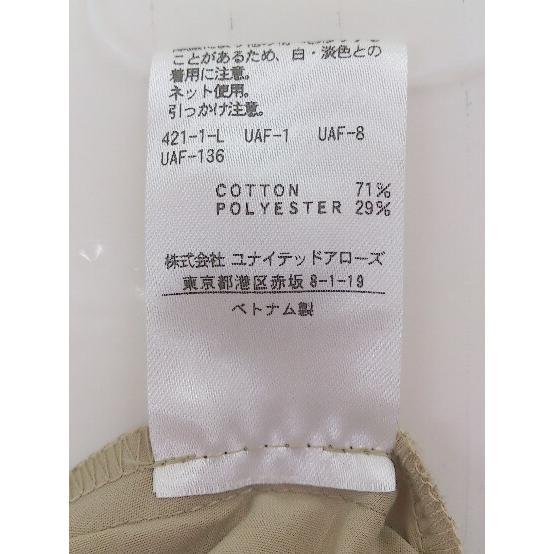 ことがあるため、白・淡色との
着用に注意。
ネット使用。
引っかけ注意。
421-1-L UAF-1 UAF-8
UAF-136
COTTON 71%
POLYESTER 29%
株式会社 ユナイテッドアローズ
東京都港区赤坂 8-1-19
ベトナム製